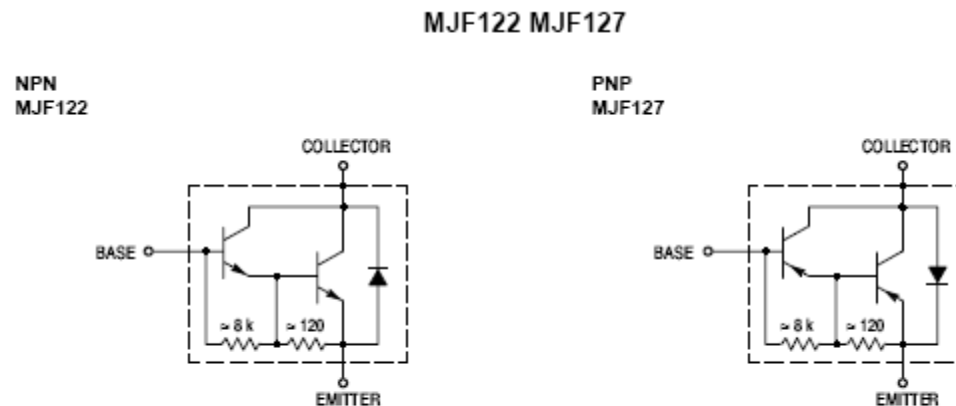 MJF122 MJF127
NPN
MJF122
COLLECTOR
BASE
≃ 8 k
≃ 120
EMITTER
PNP
MJF127
COLLECTOR
BASE
≃ 8 k
≃ 120
EMITTER